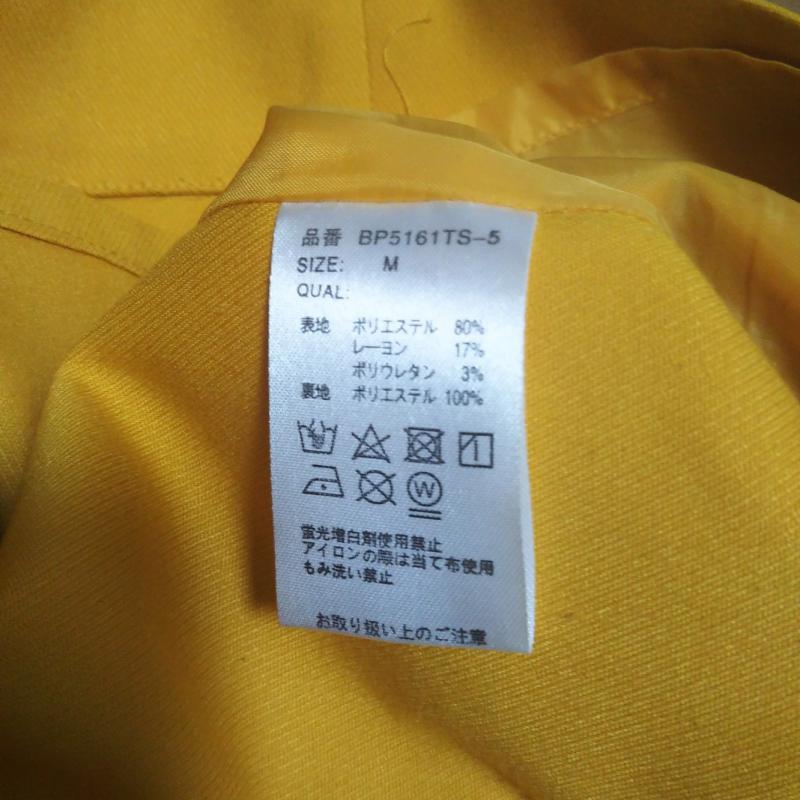 品番 BP5161TS-5
SIZE: M
QUAL:
表地 ポリエステル 80%
レーヨン 17%
ポリウレタン 3%
裏地 ポリエステル 100%
W
蛍光増白剤使用禁止
アイロンの際は当て布使用
もみ洗い禁止
お取り扱い上のご注意